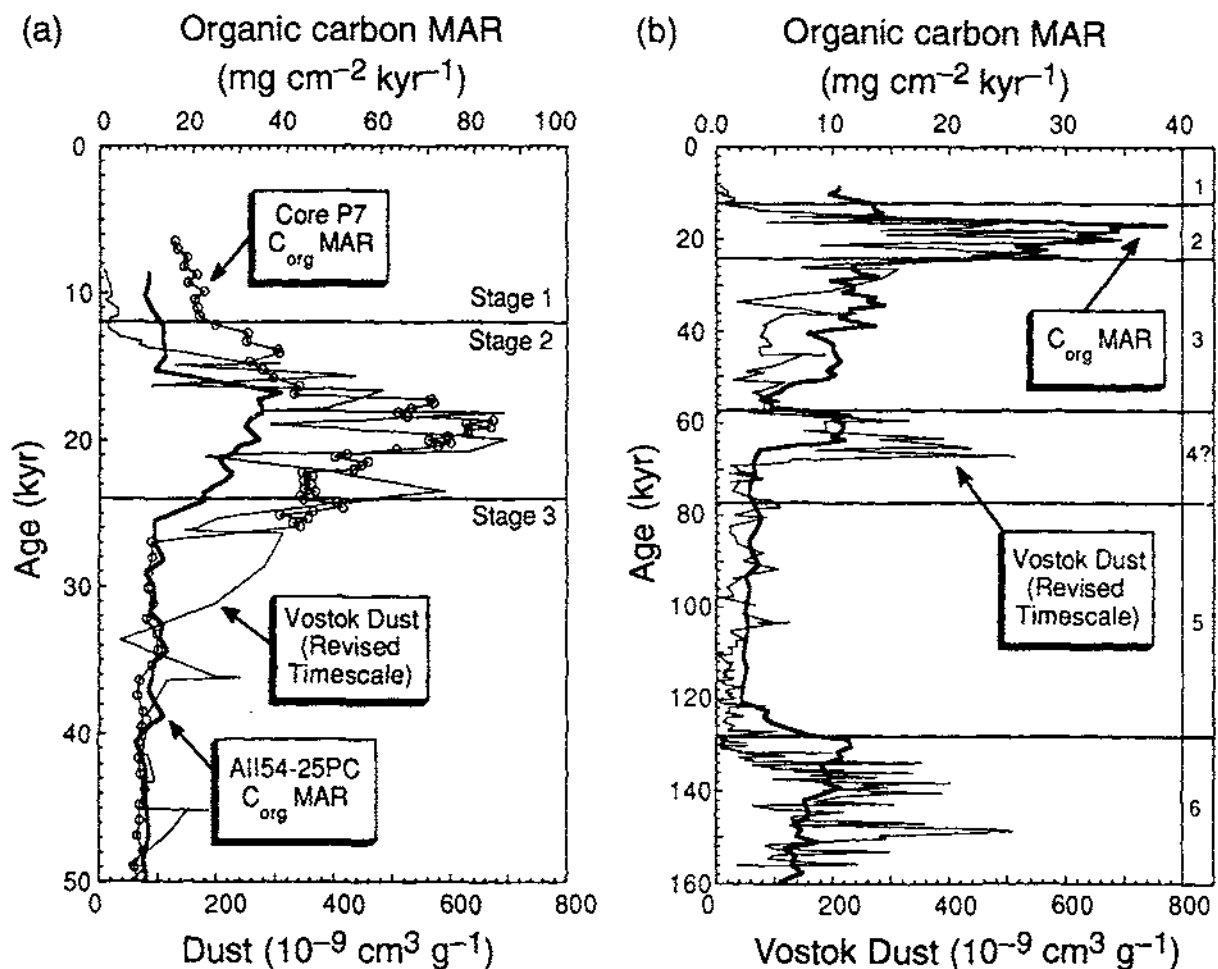 (a) Organic carbon MAR
(mg cm⁻² kyr⁻¹)
0 20 40 60 80 100
0
10
20
30
40
50
Age (kyr)
Core P7
C_org MAR
Stage 1
Stage 2
Stage 3
Vostok Dust
(Revised
Timescale)
AII54-25PC
C_org MAR
0 200 400 600 800
Dust (10⁻⁹ cm³ g⁻¹)
(b) Organic carbon MAR
(mg cm⁻² kyr⁻¹)
0.0 10 20 30 40
0
20
40
60
80
100
120
140
160
Age (kyr)
1
2
3
4?
5
6
C_org MAR
Vostok Dust
(Revised
Timescale)
0 200 400 600 800
Vostok Dust (10⁻⁹ cm³ g⁻¹)